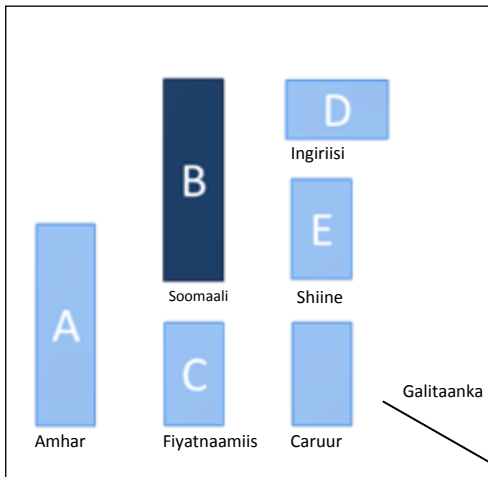 D
Ingiriisi
B
E
Soomaali
Shiine
A
C
Galitaanka
Amhar
Fiyatnaamiis
Caruur